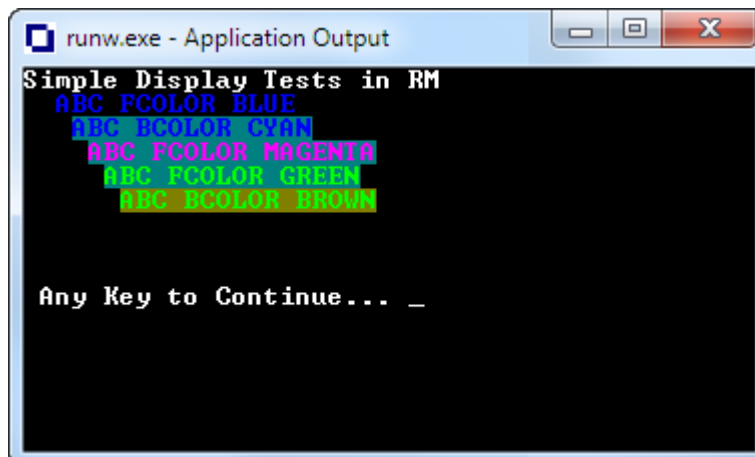 runw.exe - Application Output
Simple Display Tests in RM
ABC FCOLOR BLUE
ABC BCOLOR CYAN
ABC FCOLOR MAGENTA
ABC FCOLOR GREEN
ABC BCOLOR BROWN
Any Key to Continue... _